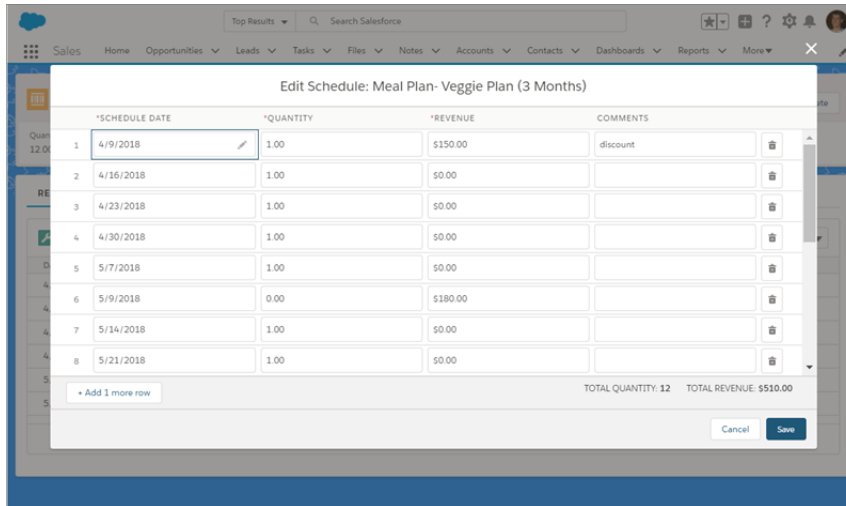 Top Results Search Salesforce
Sales Home Opportunities Leads Tasks Files Notes Accounts Contacts Dashboards Reports More
Edit Schedule: Meal Plan- Veggie Plan (3 Months)
*SCHEDULE DATE *QUANTITY *REVENUE COMMENTS
1 4/9/2018 1.00 $150.00 discount
2 4/16/2018 1.00 $0.00
3 4/23/2018 1.00 $0.00
4 4/30/2018 1.00 $0.00
5 5/7/2018 1.00 $0.00
6 5/9/2018 0.00 $180.00
7 5/14/2018 1.00 $0.00
8 5/21/2018 1.00 $0.00
+ Add 1 more row TOTAL QUANTITY: 12 TOTAL REVENUE: $510.00
Cancel Save